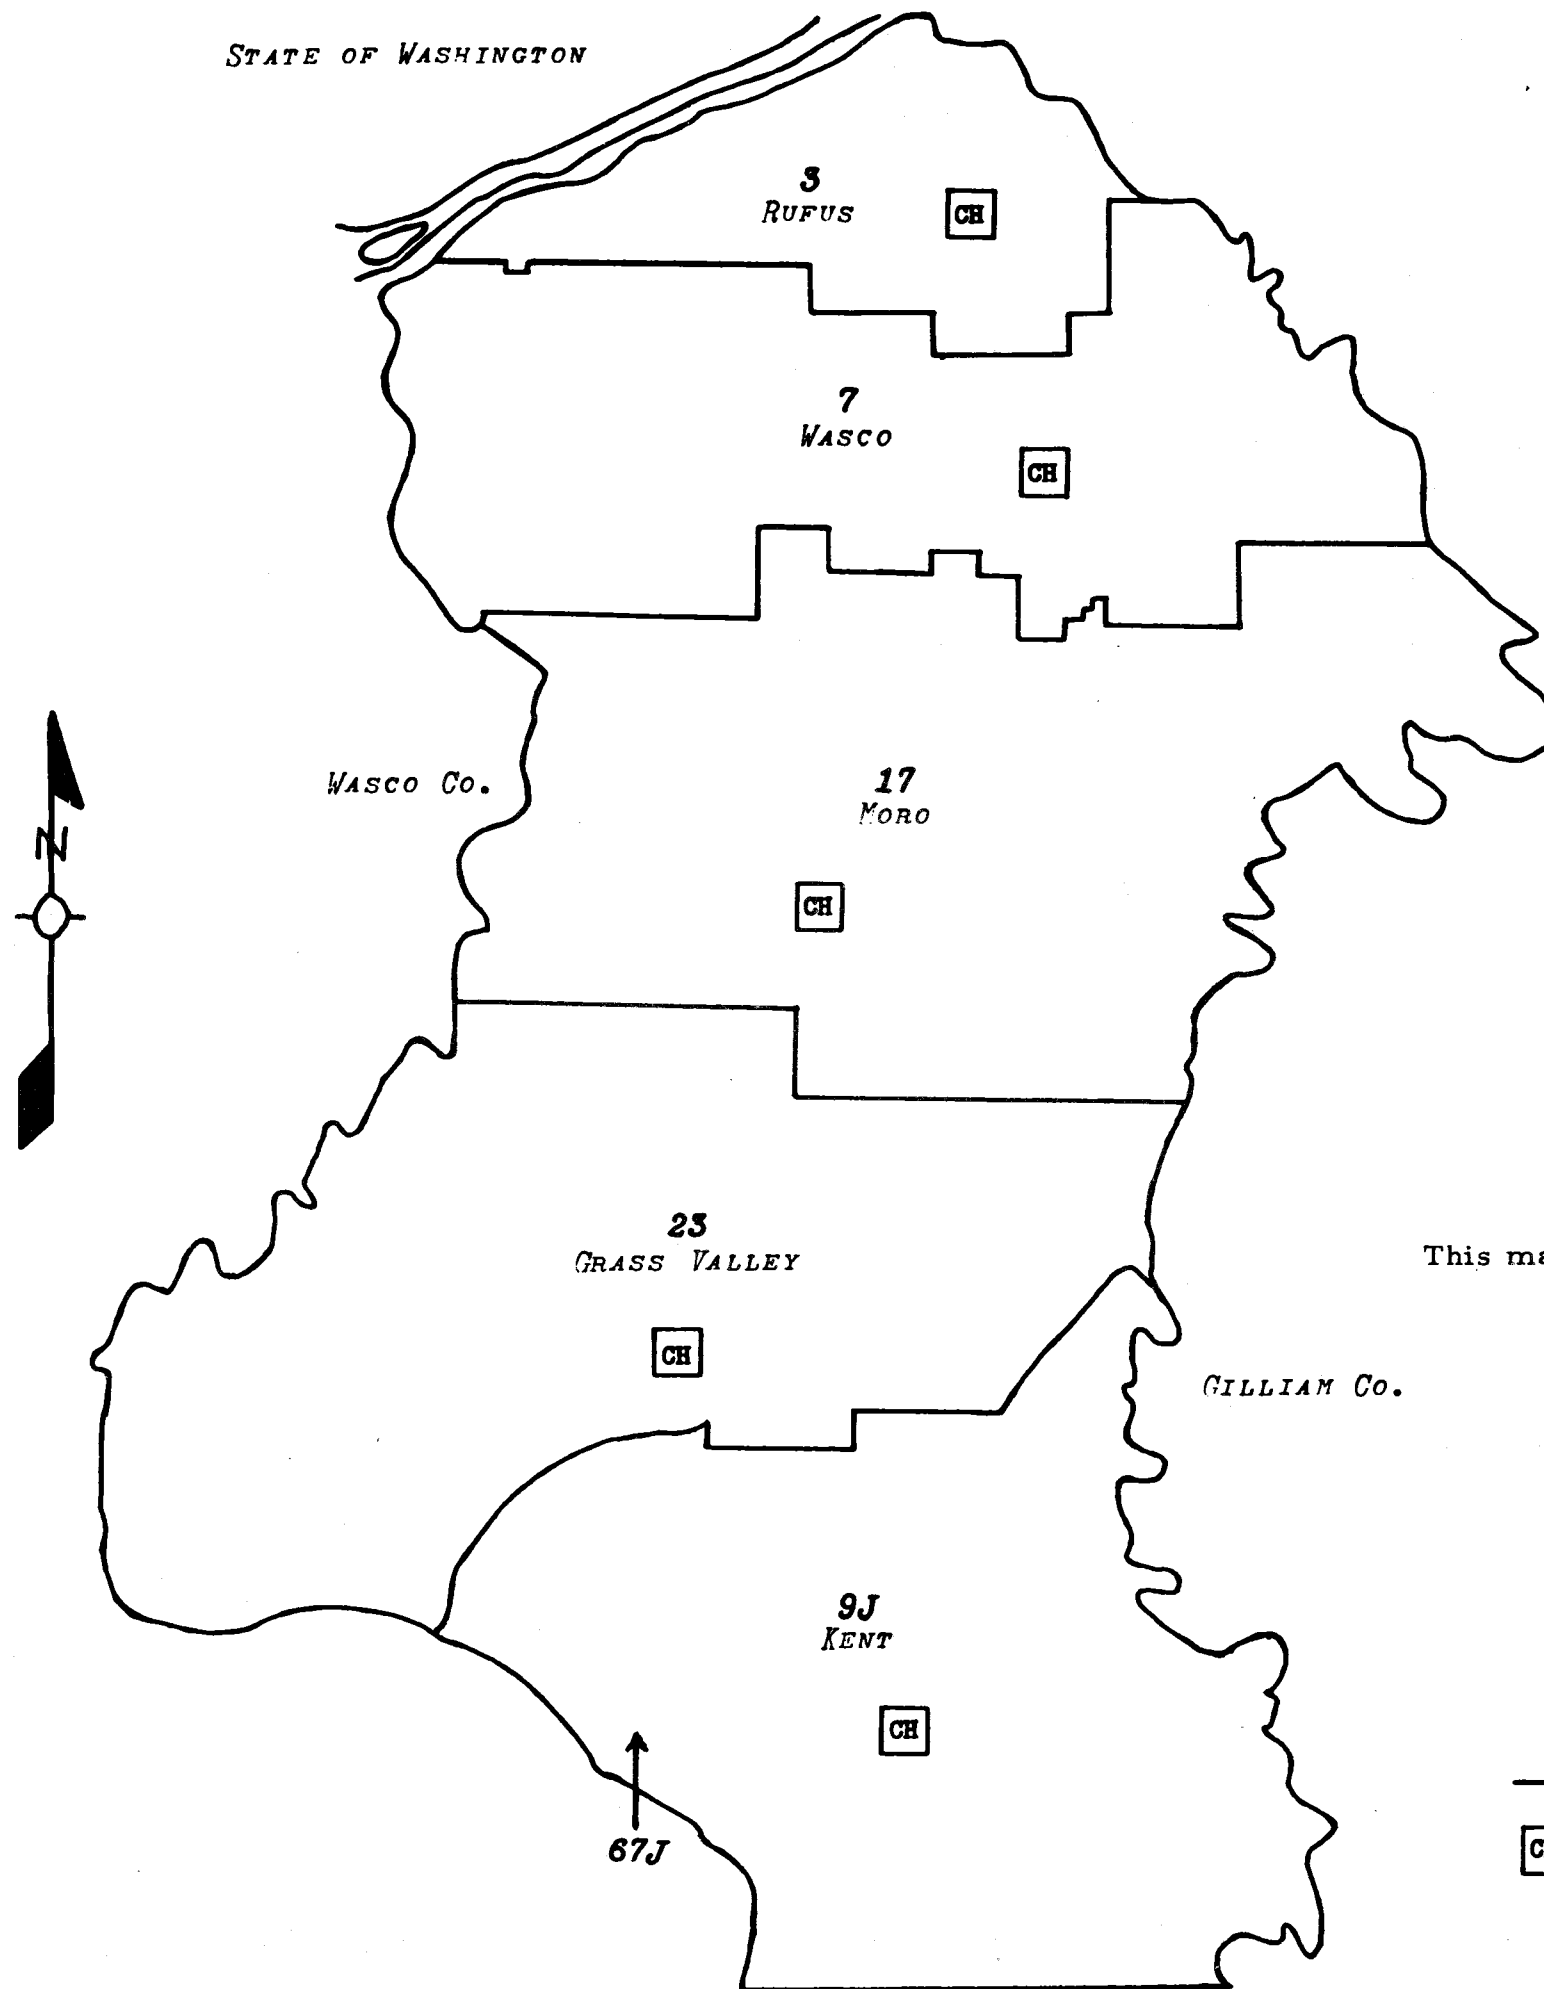 STATE OF WASHINGTON
3
RUFUS
CH
7
WASCO
CH
WASCO CO.
17
MORO
N
CH
23
GRASS VALLEY
This ma
CH
GILLIAM CO.
9J
KENT
CH
67J
C